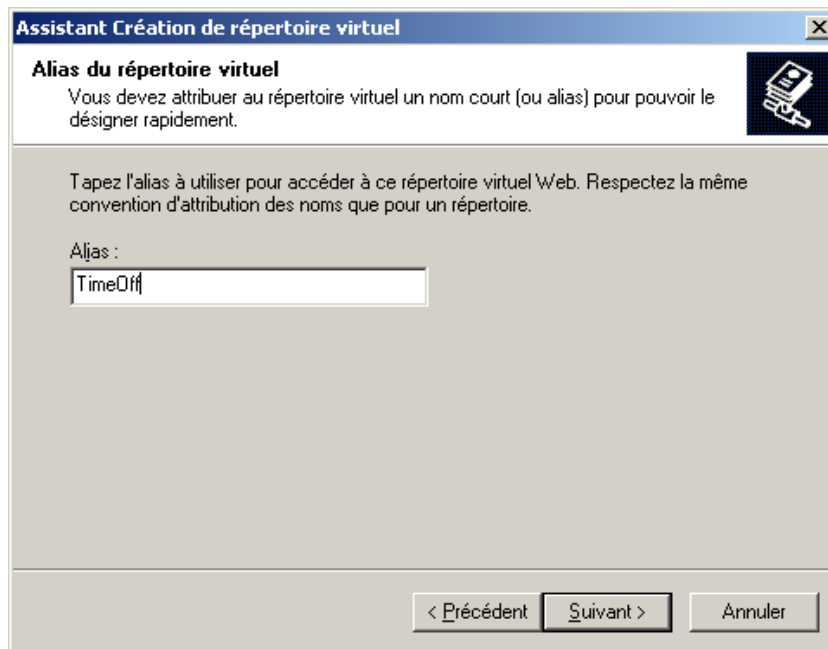 Assistant Création de répertoire virtuel
Alias du répertoire virtuel
Vous devez attribuer au répertoire virtuel un nom court (ou alias) pour pouvoir le
désigner rapidement.
Tapez l'alias à utiliser pour accéder à ce répertoire virtuel Web. Respectez la même
convention d'attribution des noms que pour un répertoire.
Alias :
TimeOff
< Précédent Suivant > Annuler